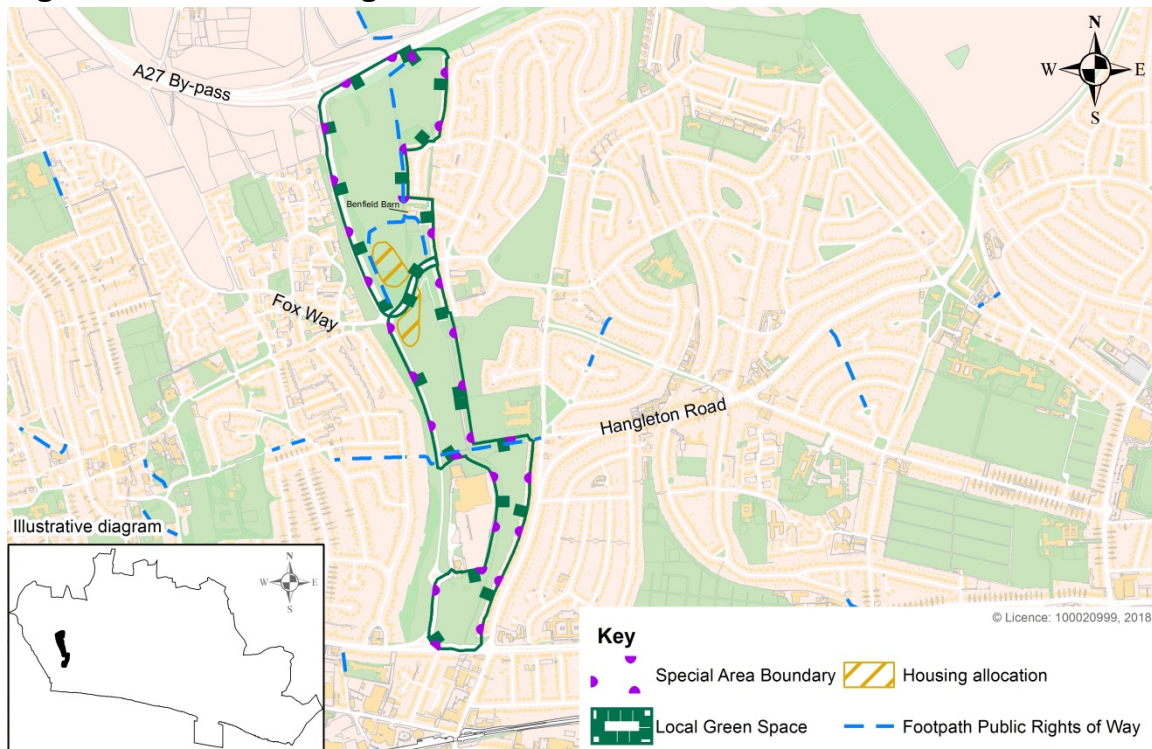 N
W
E
S
A27 By-pass
Benfield Barn
Fox Way
Hangleton Road
Illustrative diagram
N
W
E
S
© Licence: 100020999, 2018
Key
Special Area Boundary
Housing allocation
Local Green Space
Footpath Public Rights of Way